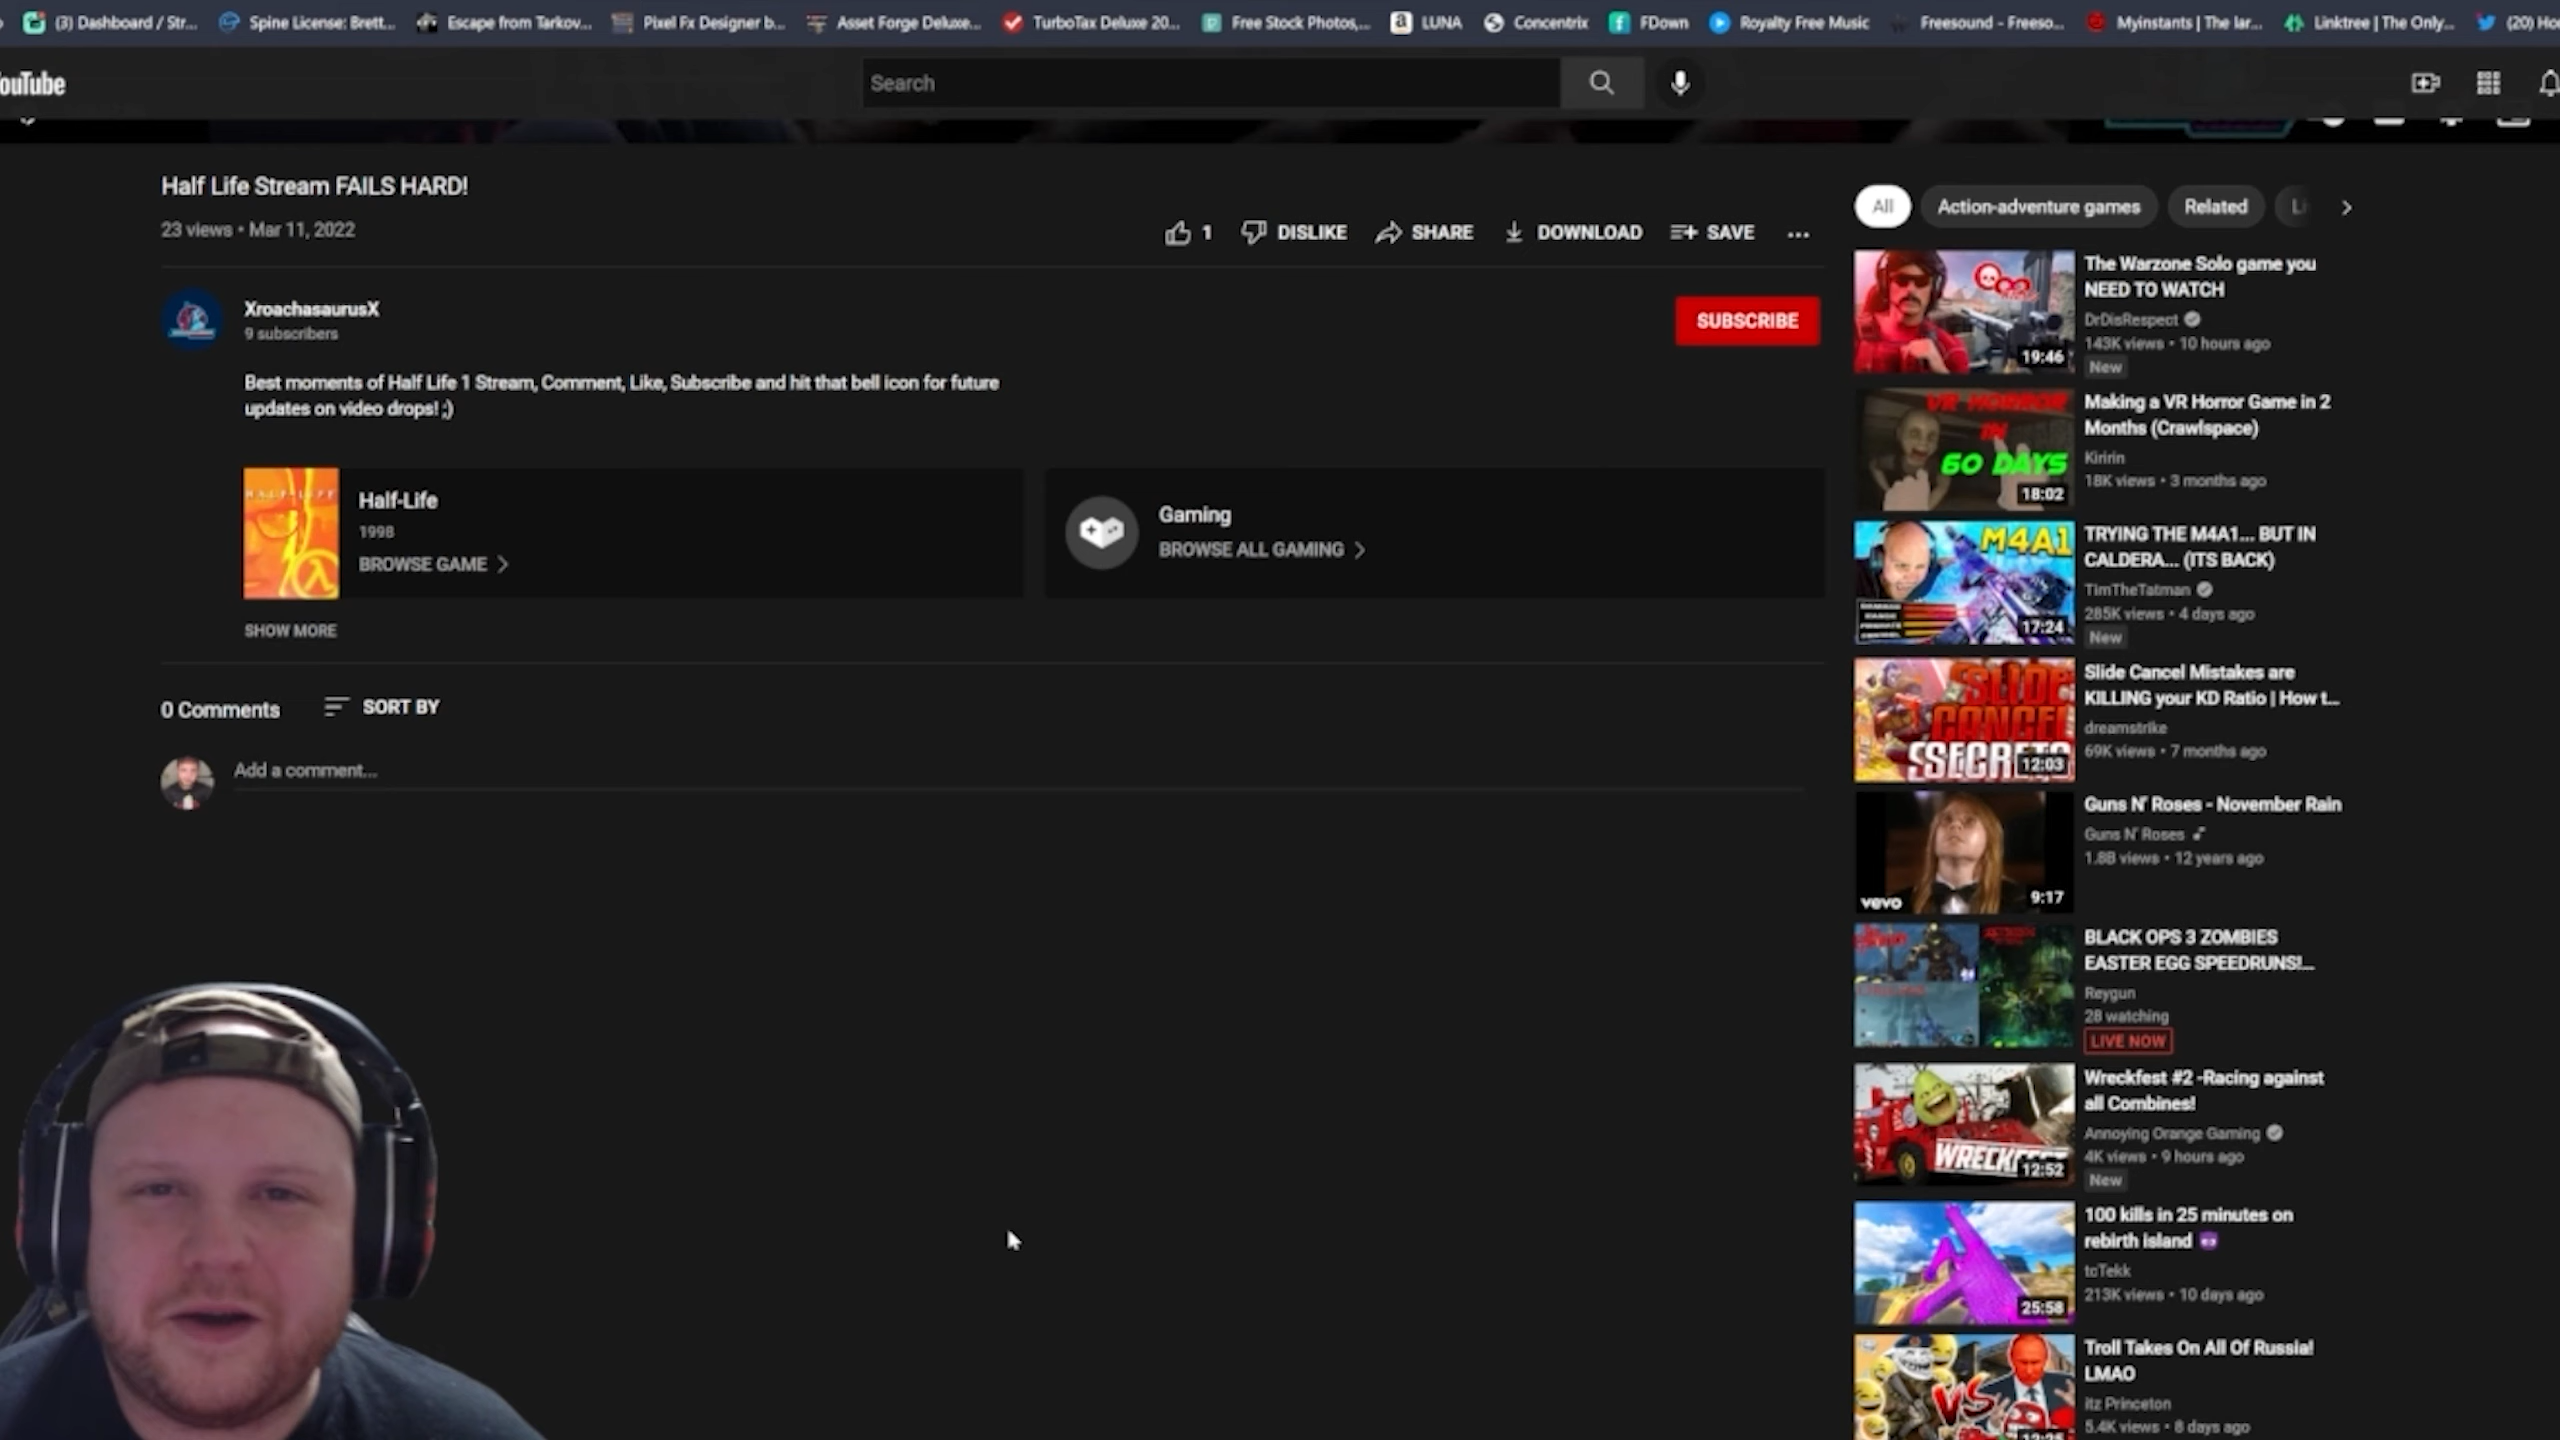 (3) Dashboard / Str...
Spine License: Brett...
Escape from Tarkov...
Pixel Fx Designer b...
Asset Forge Deluxe...
TurboTax Deluxe 20...
Free Stock Photos,...
LUNA
Concentrix
FDown
Royalty Free Music
Freesound - Freeso...
Myinstants | The lar...
Linktree | The Only...
(20) Ho
ouTube
Search
Half Life Stream FAILS HARD!
23 views • Mar 11, 2022
1
DISLIKE
SHARE
DOWNLOAD
SAVE
XroachasaurusX
9 subscribers
SUBSCRIBE
Best moments of Half Life 1 Stream, Comment, Like, Subscribe and hit that bell icon for future
updates on video drops! ;)
HALF-LIFE
Half-Life
1998
BROWSE GAME
Gaming
BROWSE ALL GAMING
SHOW MORE
0 Comments
SORT BY
Add a comment...
All
Action-adventure games
Related
Li
19:46
The Warzone Solo game you
NEED TO WATCH
DrDisRespect
143K views • 10 hours ago
New
VR HORROR
IN
60 DAYS
18:02
Making a VR Horror Game in 2
Months (Crawlspace)
Kiririn
18K views • 3 months ago
M4A1
17:24
TRYING THE M4A1... BUT IN
CALDERA... (ITS BACK)
TimTheTatman
285K views • 4 days ago
New
SLIDE
CANCEL
SECRETS
12:03
Slide Cancel Mistakes are
KILLING your KD Ratio | How t...
dreamstrike
69K views • 7 months ago
vevo
9:17
Guns N' Roses - November Rain
Guns N' Roses
1.8B views • 12 years ago
BLACK OPS 3 ZOMBIES
EASTER EGG SPEEDRUNS!...
Reygun
28 watching
LIVE NOW
WRECKFEST
12:52
Wreckfest #2 -Racing against
all Combines!
Annoying Orange Gaming
4K views • 9 hours ago
New
25:58
100 kills in 25 minutes on
rebirth island
toTekk
213K views • 10 days ago
VS
Troll Takes On All Of Russia!
LMAO
itz Princeton
5.4K views • 8 days ago